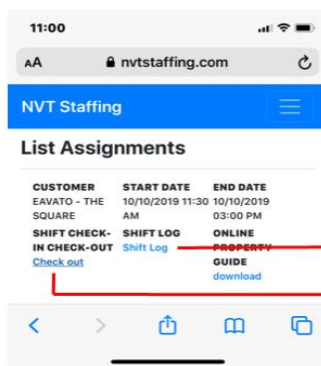 11:00
AA nvtstaffing.com
NVT Staffing
List Assignments
CUSTOMER START DATE END DATE
EAVATO - THE 10/10/2019 11:30 10/10/2019
SQUARE AM 03:00 PM
SHIFT CHECK- SHIFT LOG ONLINE
IN CHECK-OUT Shift Log PROPERTY
Check out GUIDE
download